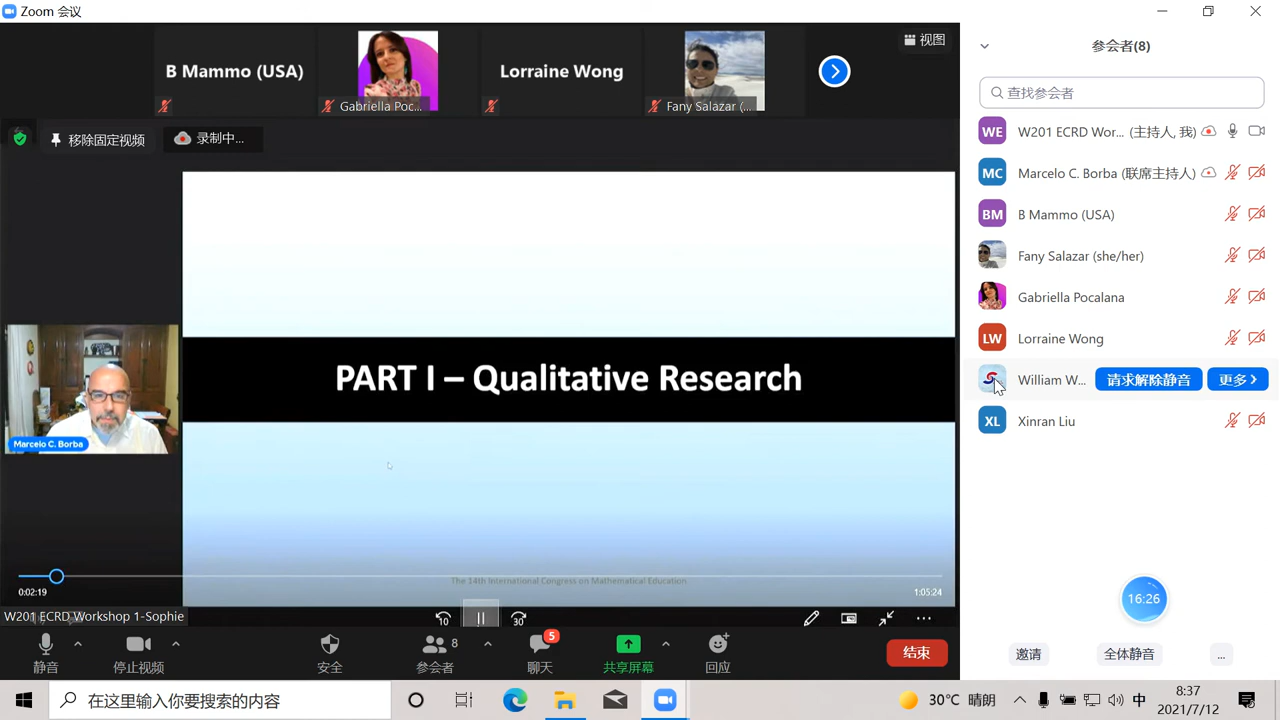 Zoom 会议
B Mammo (USA)
Gabriella Poc...
Lorraine Wong
Fany Salazar (...
视图
移除固定视频
录制中...
PART I – Qualitative Research
Marcelo C. Borba
The 14th International Congress on Mathematical Education
0:02:19
1:05:24
W201 ECRD Workshop 1-Sophie
10
30
静音
停止视频
安全
8
参会者
5
聊天
共享屏幕
回应
结束
参会者(8)
查找参会者
WE W201 ECRD Wor... (主持人, 我)
MC Marcelo C. Borba (联席主持人)
BM B Mammo (USA)
Fany Salazar (she/her)
Gabriella Pocalana
LW Lorraine Wong
William W... 请求解除静音 更多
XL Xinran Liu
16:26
邀请
全体静音
...
在这里输入你要搜索的内容
30°C 晴朗
中
8:37
2021/7/12